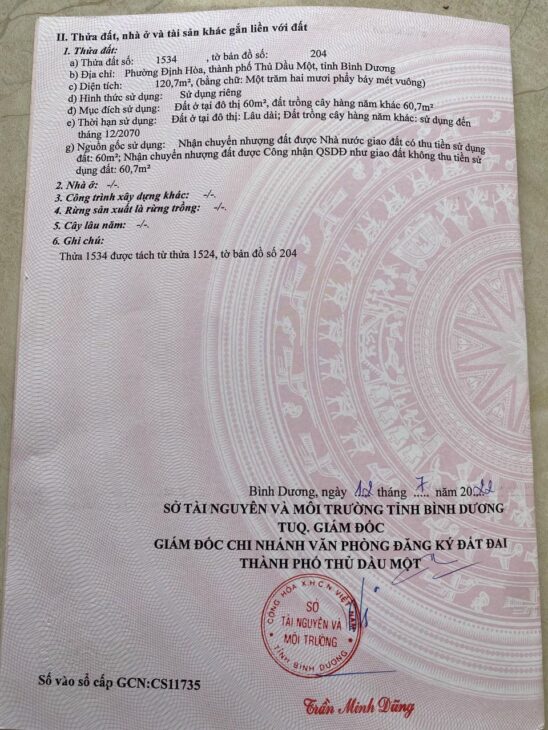 II. Thửa đất, nhà ở và tài sản khác gắn liền với đất
1. Thửa đất:
a) Thửa đất số: 1534 , tờ bản đồ số: 204
b) Địa chỉ: Phường Định Hòa, thành phố Thủ Dầu Một, tỉnh Bình Dương
c) Diện tích: 120,7m², (bằng chữ: Một trăm hai mươi phẩy bảy mét vuông)
d) Hình thức sử dụng: Sử dụng riêng
đ) Mục đích sử dụng: Đất ở tại đô thị 60m², đất trồng cây hàng năm khác 60,7m²
e) Thời hạn sử dụng: Đất ở tại đô thị: Lâu dài; Đất trồng cây hàng năm khác: sử dụng đến
tháng 12/2070
g) Nguồn gốc sử dụng: Nhận chuyển nhượng đất được Nhà nước giao đất có thu tiền sử dụng
đất: 60m²; Nhận chuyển nhượng đất được Công nhận QSDĐ như giao đất không thu tiền sử
dụng đất: 60,7m²
2. Nhà ở: -/-.
3. Công trình xây dựng khác: -/-.
4. Rừng sản xuất là rừng trồng: -/-.
5. Cây lâu năm: -/-.
6. Ghi chú:
Thửa 1534 được tách từ thửa 1524, tờ bản đồ số 204
Bình Dương, ngày 12 tháng 7 năm 2022
SỞ TÀI NGUYÊN VÀ MÔI TRƯỜNG TỈNH BÌNH DƯƠNG
TUQ. GIÁM ĐỐC
GIÁM ĐỐC CHI NHÁNH VĂN PHÒNG ĐĂNG KÝ ĐẤT ĐAI
THÀNH PHỐ THỦ DẦU MỘT
CỘNG HÒA X.H.C.N VIỆT NAM
SỞ
TÀI NGUYÊN VÀ
MÔI TRƯỜNG
TỈNH BÌNH DƯƠNG
Số vào sổ cấp GCN:CS11735
Trần Minh Dũng